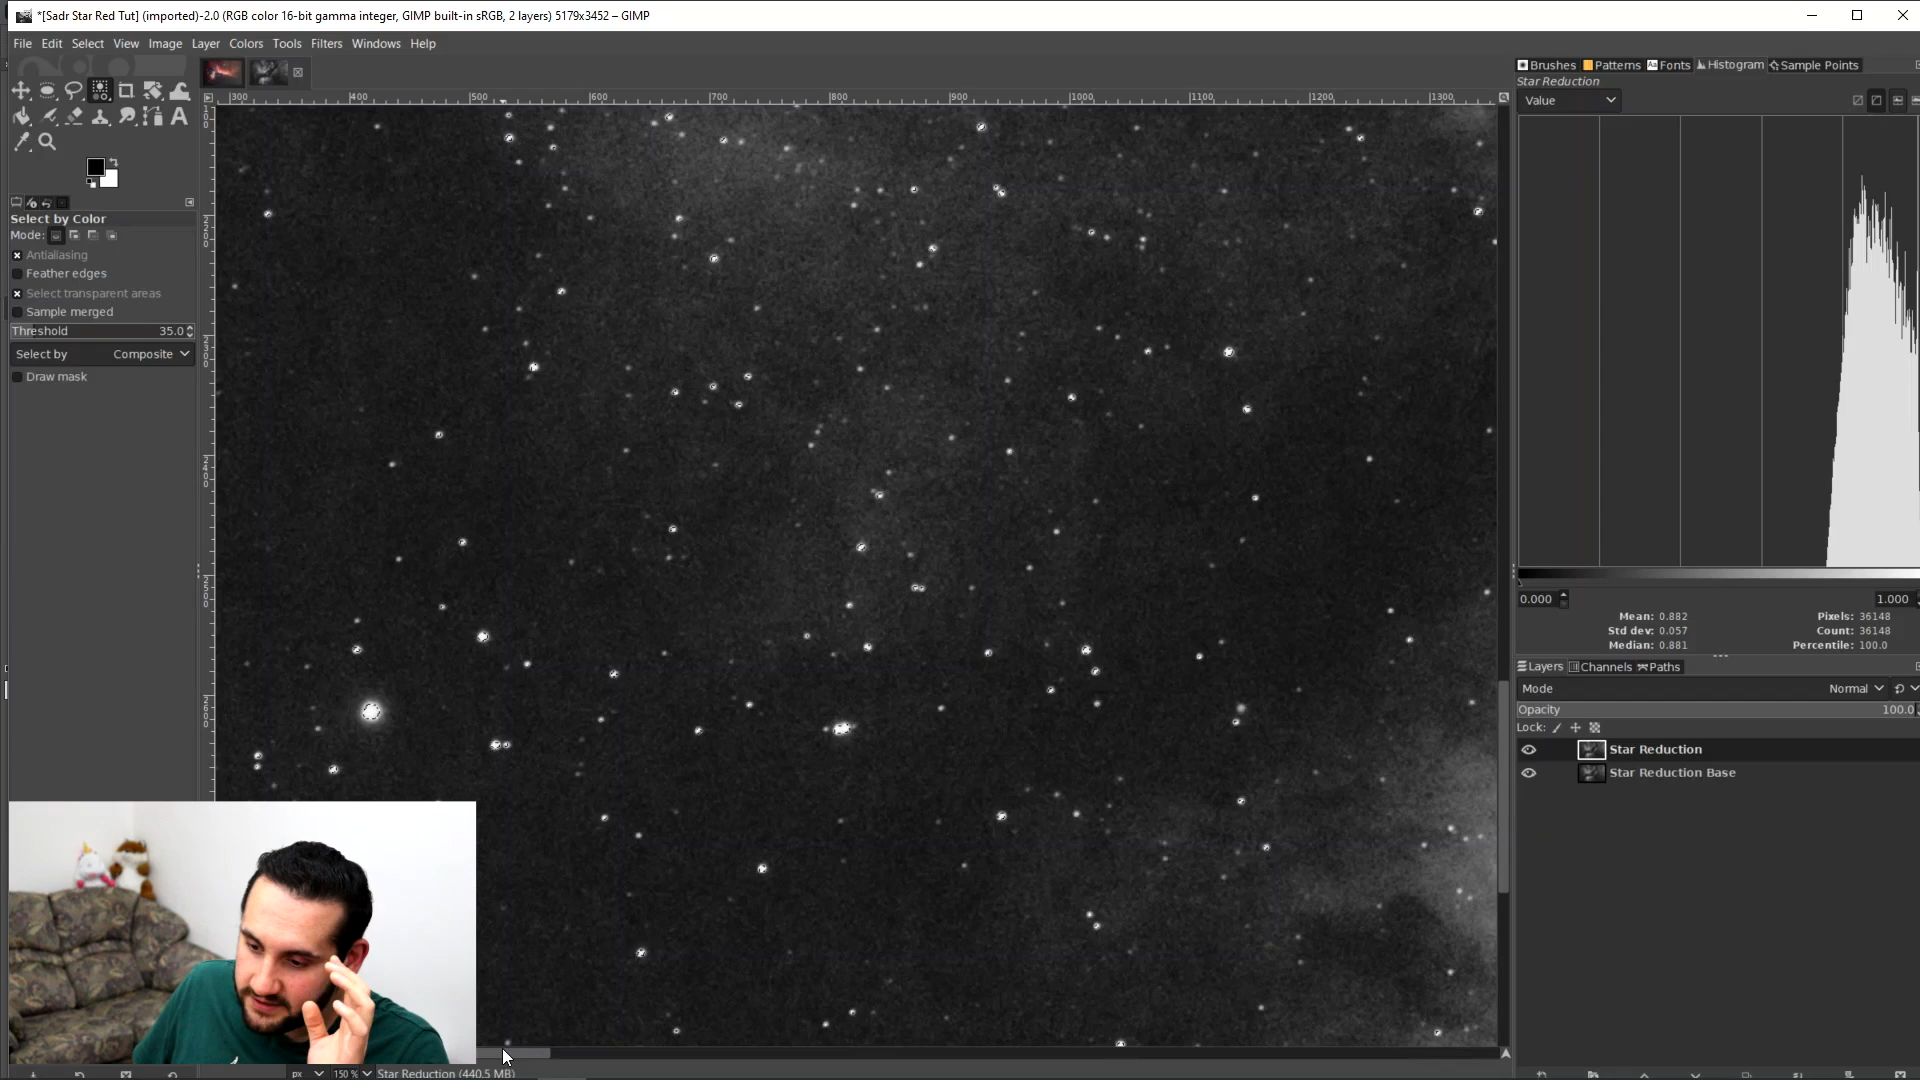 *[Sadr Star Red Tut] (imported)-2.0 (RGB color 16-bit gamma integer, GIMP built-in sRGB, 2 layers) 5179x3452 – GIMP
File Edit Select View Image Layer Colors Tools Filters Windows Help
Brushes Patterns Fonts Histogram Sample Points
Star Reduction
Value
300 400 500 600 700 800 900 1000 1100 1200 1300
2200
2300
2400
2500
2600
Select by Color
Mode:
Antialiasing
Feather edges
Select transparent areas
Sample merged
Threshold 35.0
Select by Composite
Draw mask
0.000 1.000
Mean: 0.882 Pixels: 36148
Std dev: 0.057 Count: 36148
Median: 0.881 Percentile: 100.0
Layers Channels Paths
Mode Normal
Opacity 100.0
Lock:
Star Reduction
Star Reduction Base
px 150 % Star Reduction (440.5 MB)